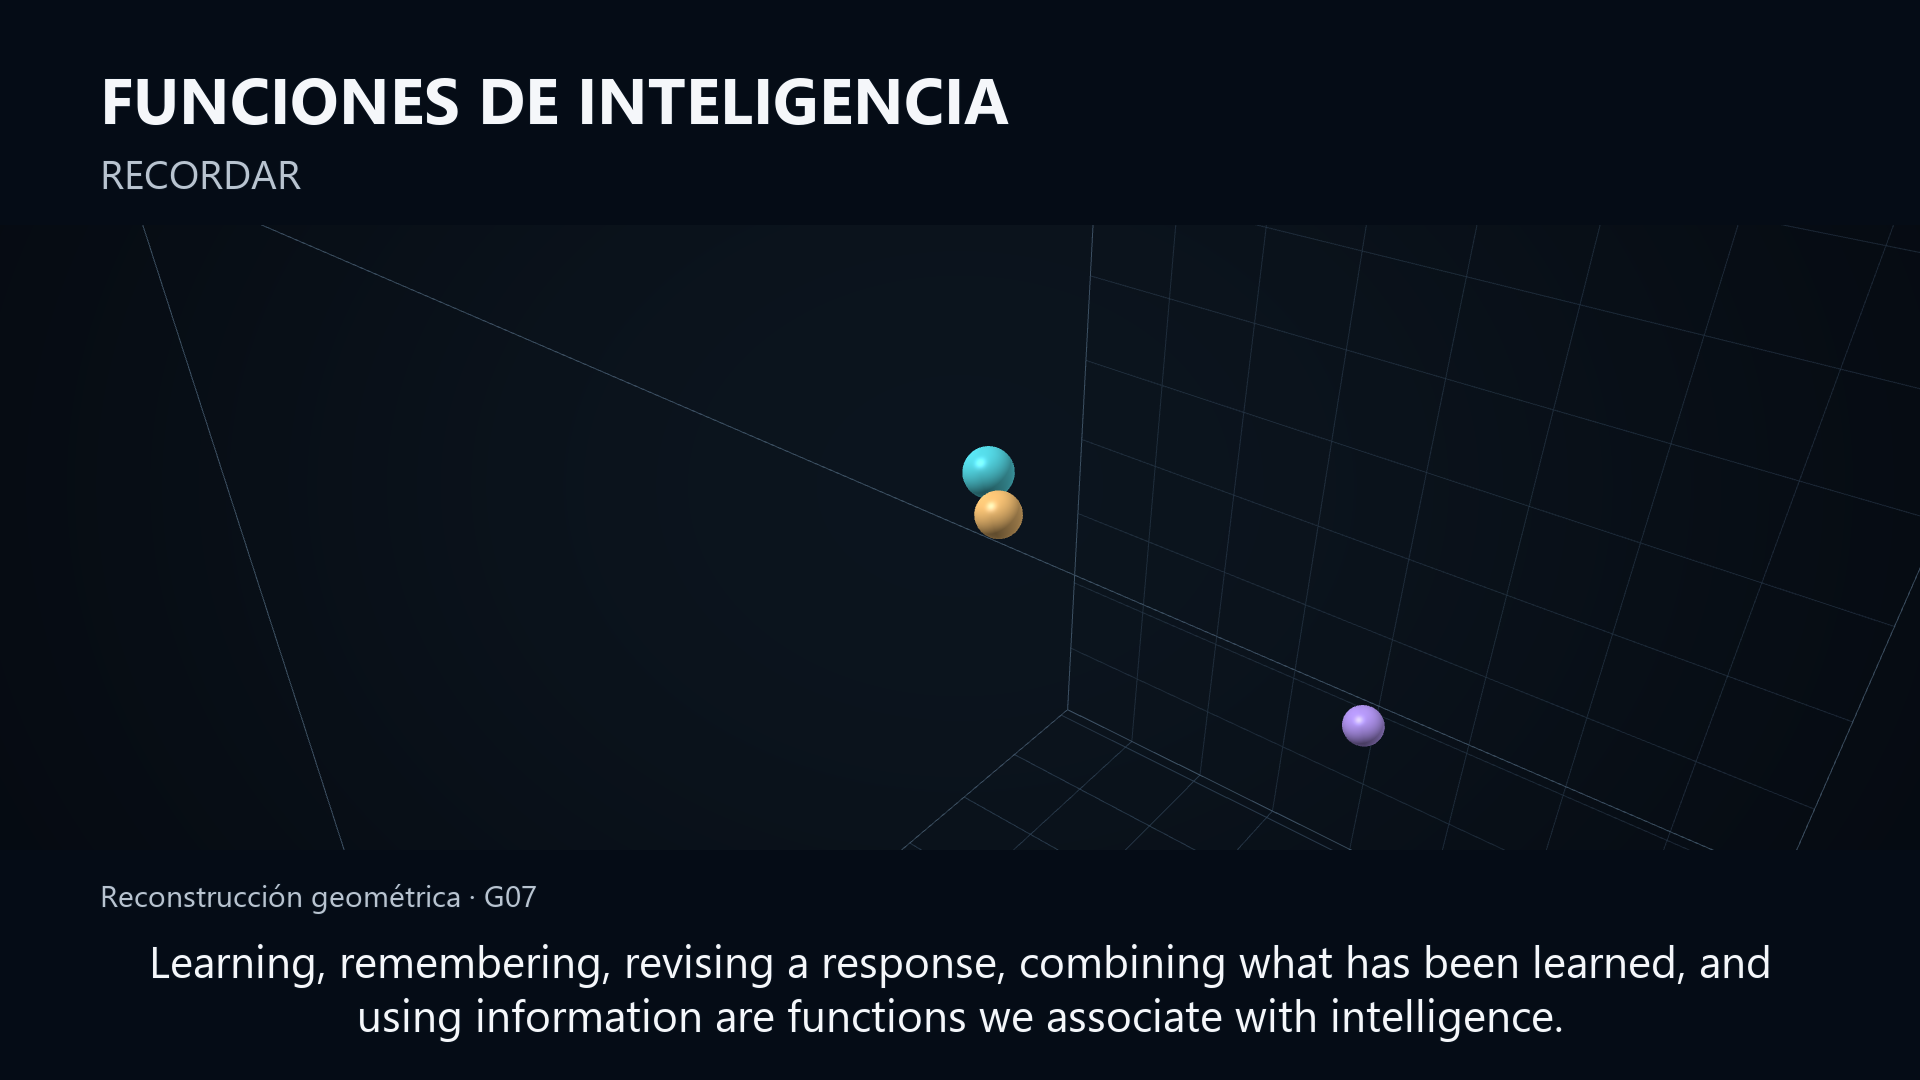 FUNCIONES DE INTELIGENCIA
RECORDAR
Reconstrucción geométrica · G07
Learning, remembering, revising a response, combining what has been learned, and
using information are functions we associate with intelligence.